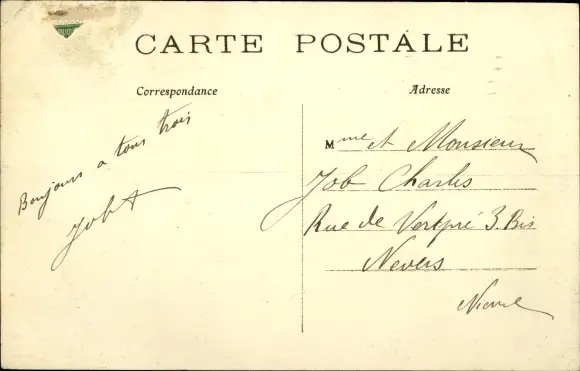 CARTE POSTALE
Correspondance
Adresse
Bonjours a tous trois
Job A
Mme et Monsieur
Job Charles
Rue de Vertpré 3 Bis
Nevers
Nievre